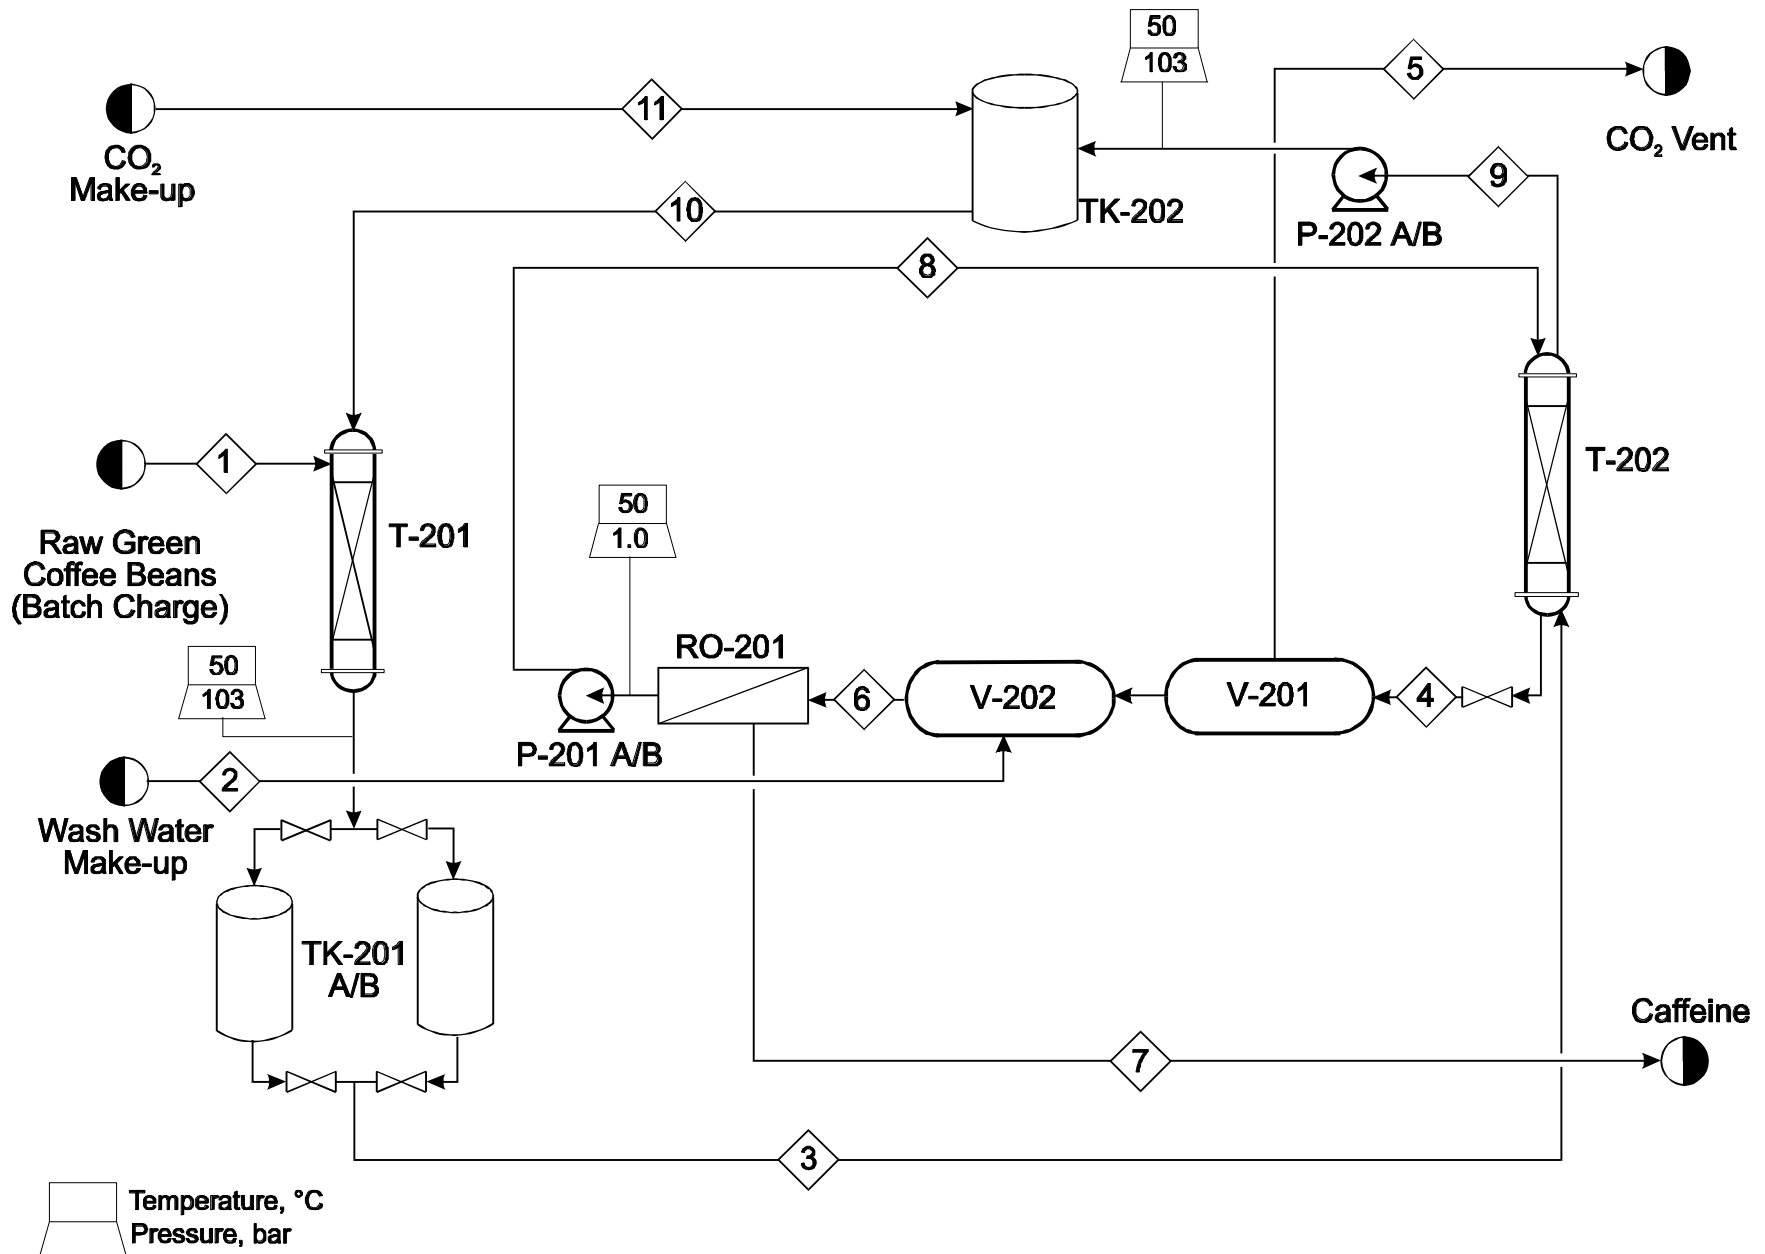 50
103
5
11
CO₂ Vent
CO₂
Make-up
9
10
TK-202
P-202 A/B
8
1
T-202
50
1.0
T-201
Raw Green
Coffee Beans
(Batch Charge)
RO-201
50
103
V-202
V-201
4
6
P-201 A/B
2
Wash Water
Make-up
TK-201
A/B
Caffeine
7
3
Temperature, °C
Pressure, bar